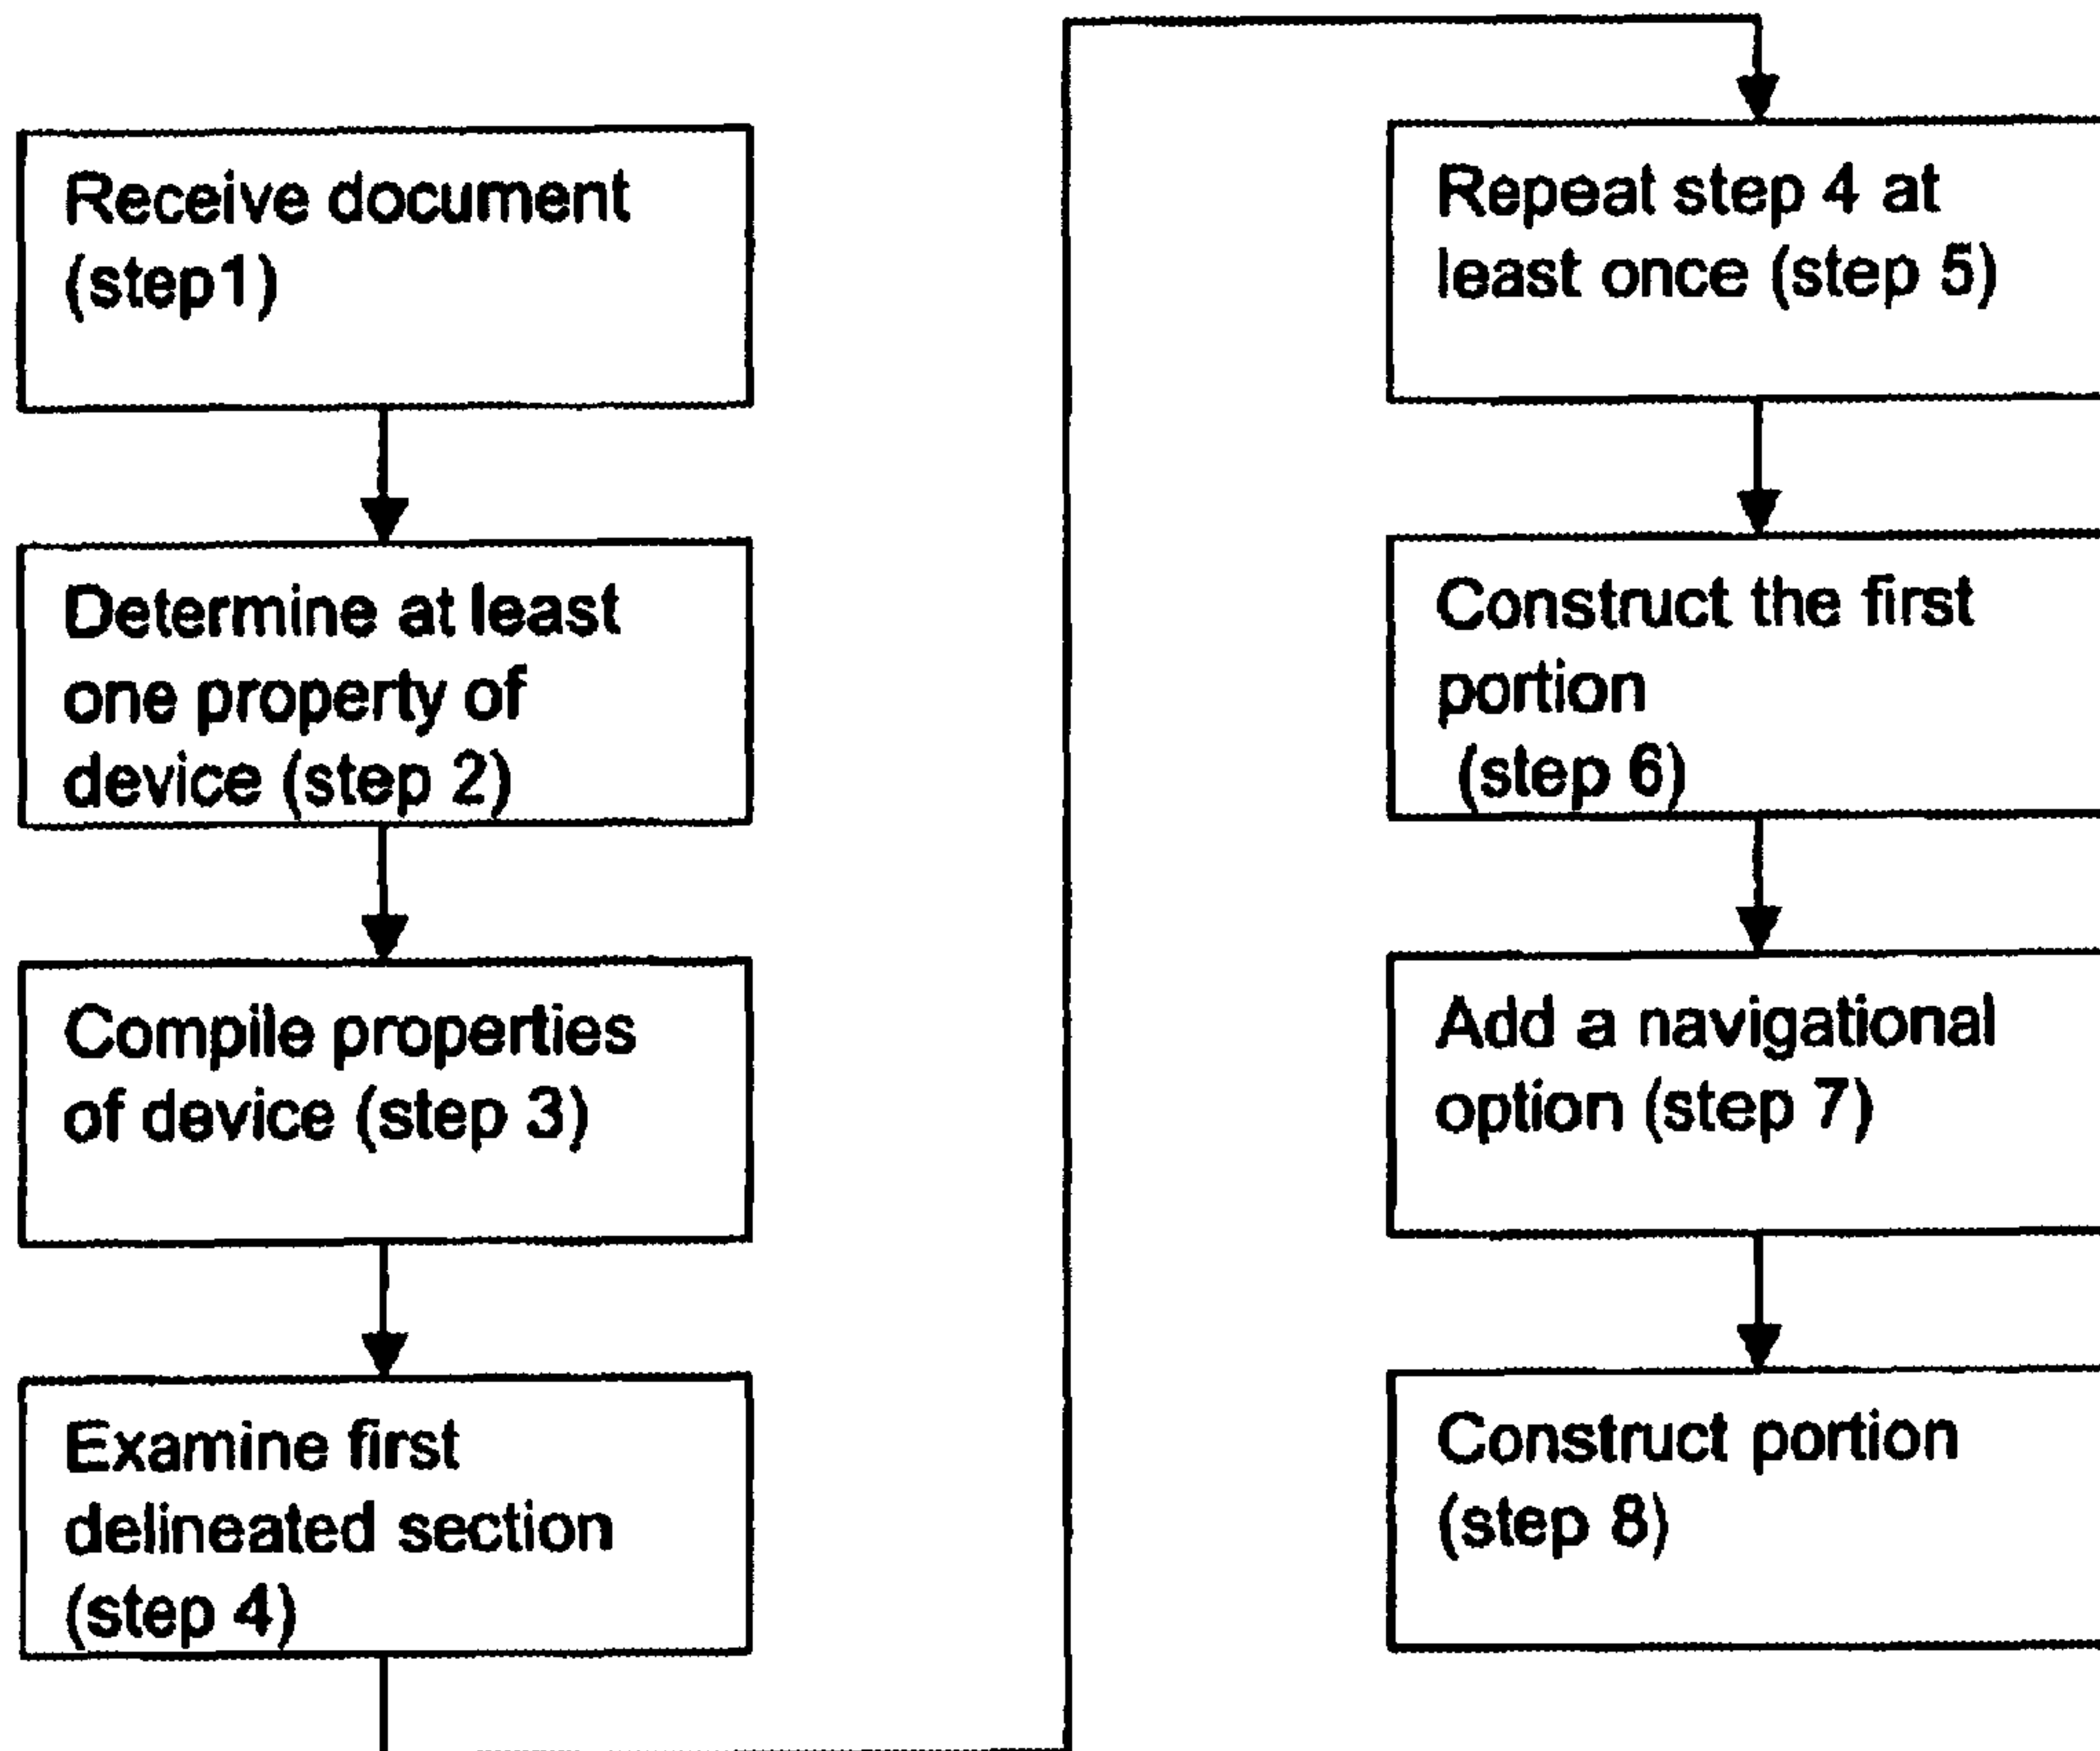 Receive document
(step1)
Determine at least
one property of
device (step 2)
Compile properties
of device (step 3)
Examine first
delineated section
(step 4)
Repeat step 4 at
least once (step 5)
Construct the first
portion
(step 6)
Add a navigational
option (step 7)
Construct portion
(step 8)